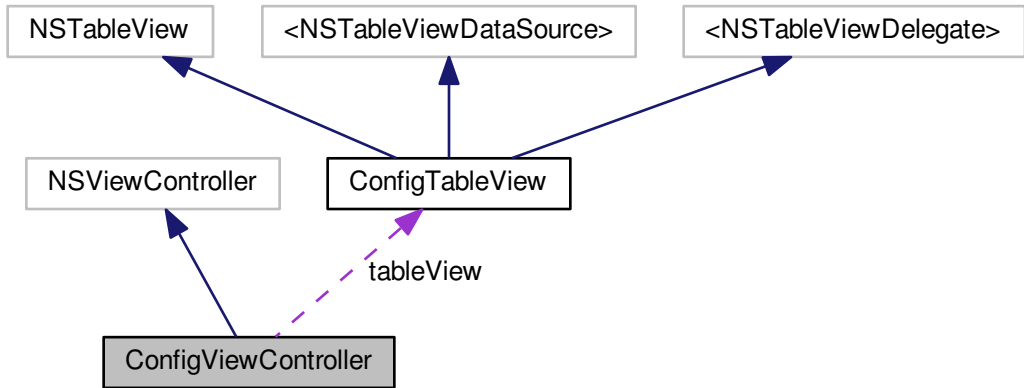 NSTableView
<NSTableViewDataSource>
<NSTableViewDelegate>
NSViewController
ConfigTableView
tableView
ConfigViewController